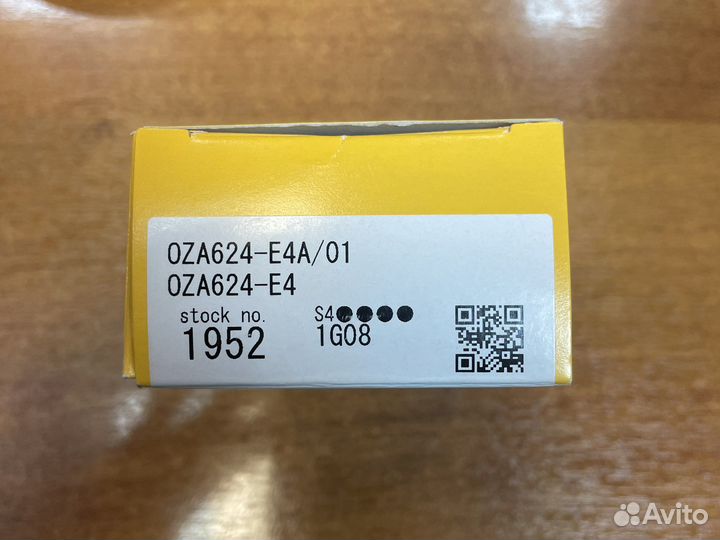 OZA624-E4A/01
OZA624-E4
stock no. S4●●●●
1952 1G08
Avito